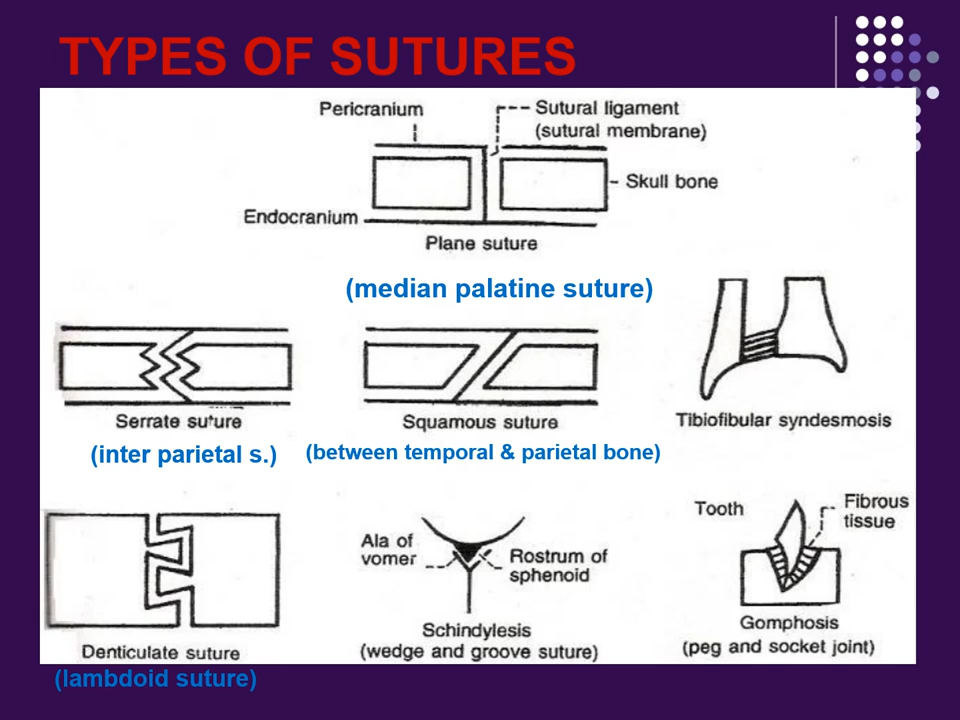 TYPES OF SUTURES
Pericranium
Sutural ligament
(sutural membrane)
Skull bone
Endocranium
Plane suture
(median palatine suture)
Serrate suture
(inter parietal s.)
Squamous suture
(between temporal & parietal bone)
Tibiofibular syndesmosis
Denticulate suture
(lambdoid suture)
Ala of
vomer
Rostrum of
sphenoid
Schindylesis
(wedge and groove suture)
Tooth
Fibrous
tissue
Gomphosis
(peg and socket joint)